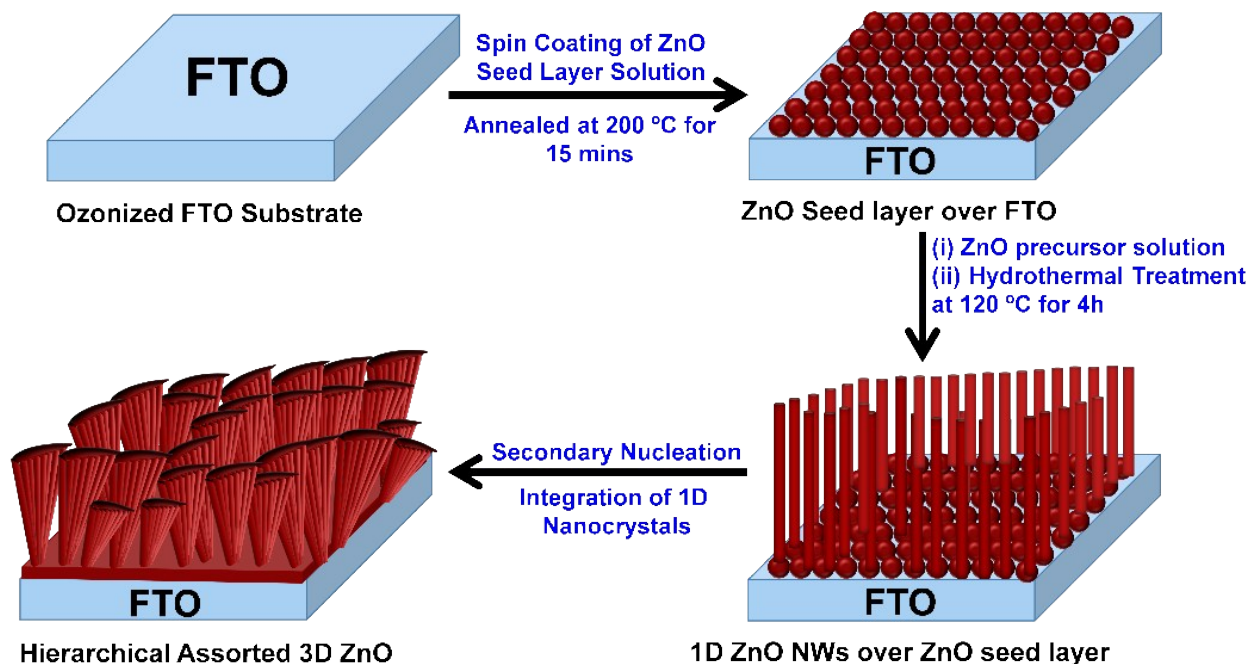 FTO
Spin Coating of ZnO
Seed Layer Solution
Annealed at 200 ºC for
15 mins
FTO
Ozonized FTO Substrate
ZnO Seed layer over FTO
(i) ZnO precursor solution
(ii) Hydrothermal Treatment
at 120 ºC for 4h
Secondary Nucleation
Integration of 1D
Nanocrystals
FTO
FTO
Hierarchical Assorted 3D ZnO
1D ZnO NWs over ZnO seed layer